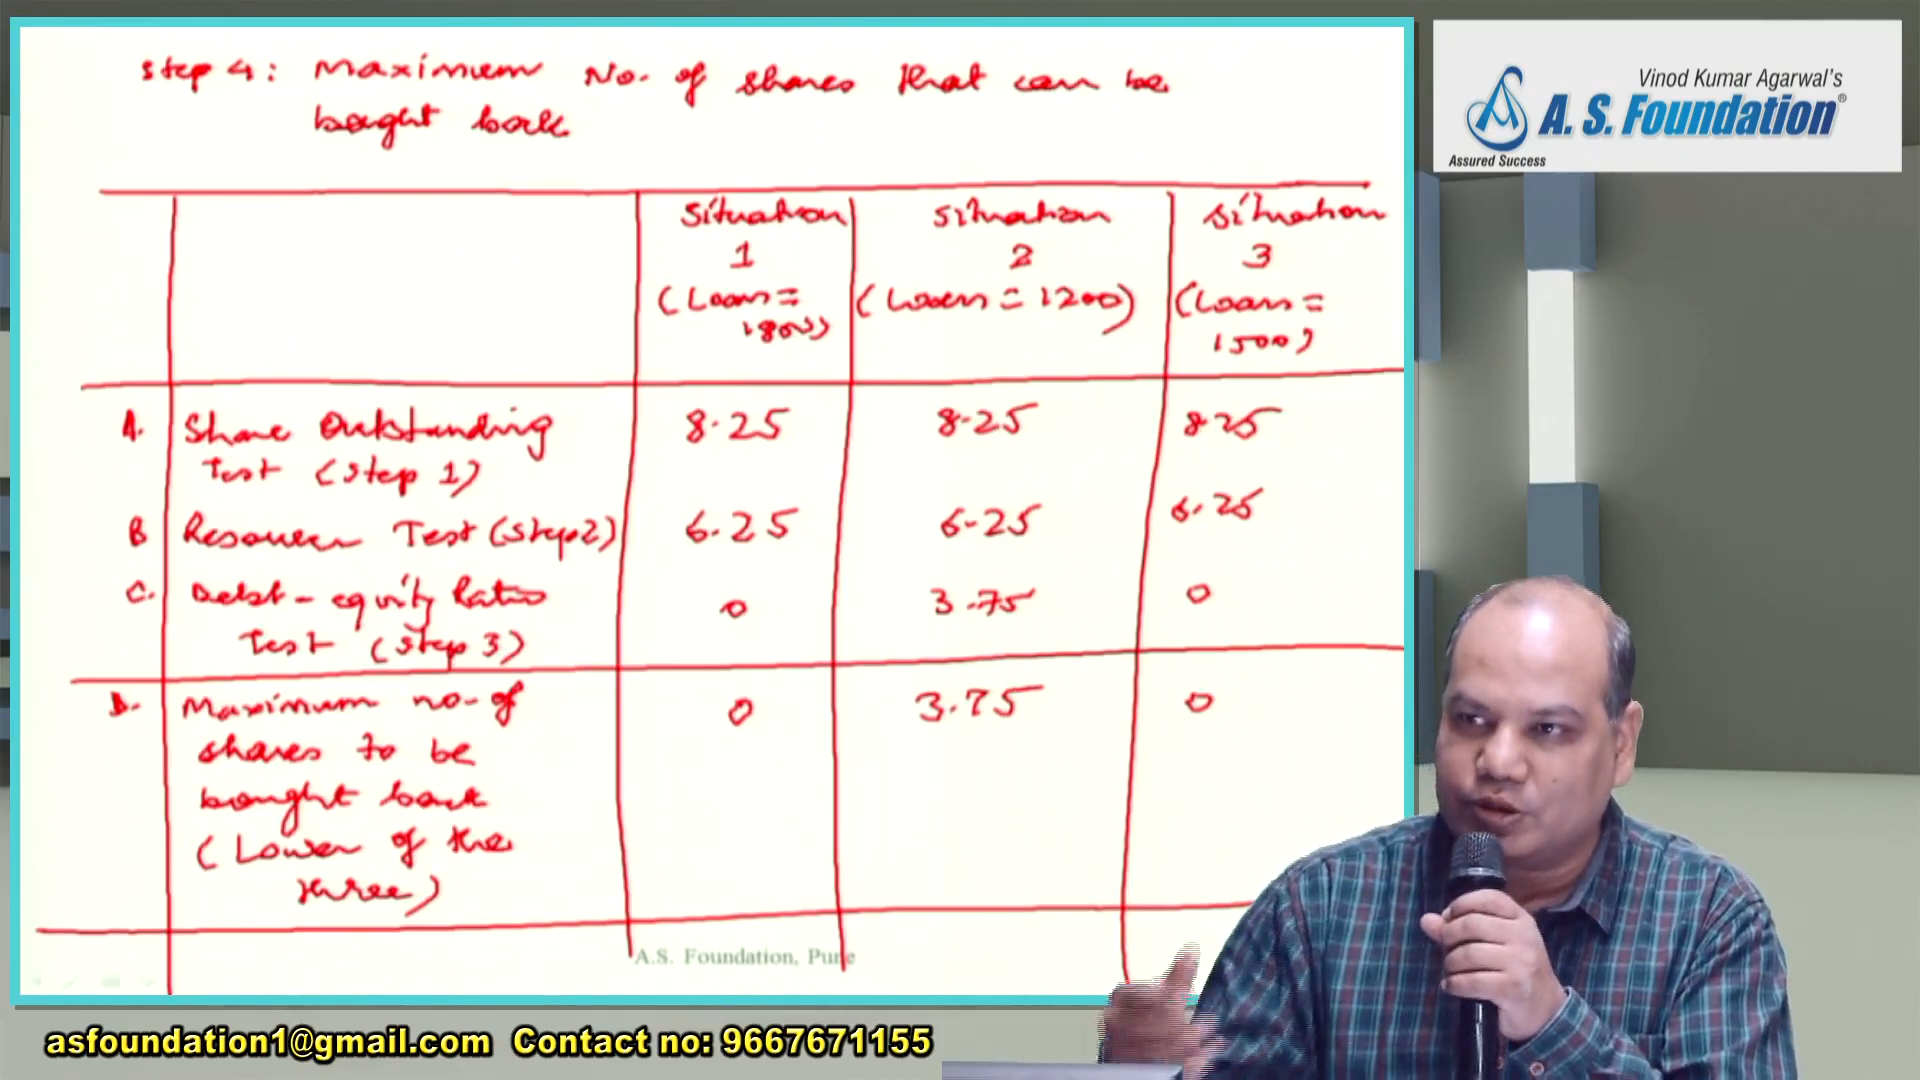 Step 4: Maximum No. of shares that can be
bought back
Situation
1
(Loan =
1800)
Situation
2
(Loan = 1200)
Situation
3
(Loan =
1500)
A. Share Outstanding 8.25 8.25 8.25
Test (Step 1)
B Resource Test (Step 2) 6.25 6.25 6.25
C. Debt-equity Ratio 0 3.75 0
Test (Step 3)
D. Maximum no. of 0 3.75 0
shares to be
bought back
(Lower of the
three)
A.S. Foundation, Pune
Vinod Kumar Agarwal's
A. S. Foundation®
Assured Success
asfoundation1@gmail.com Contact no: 9667671155